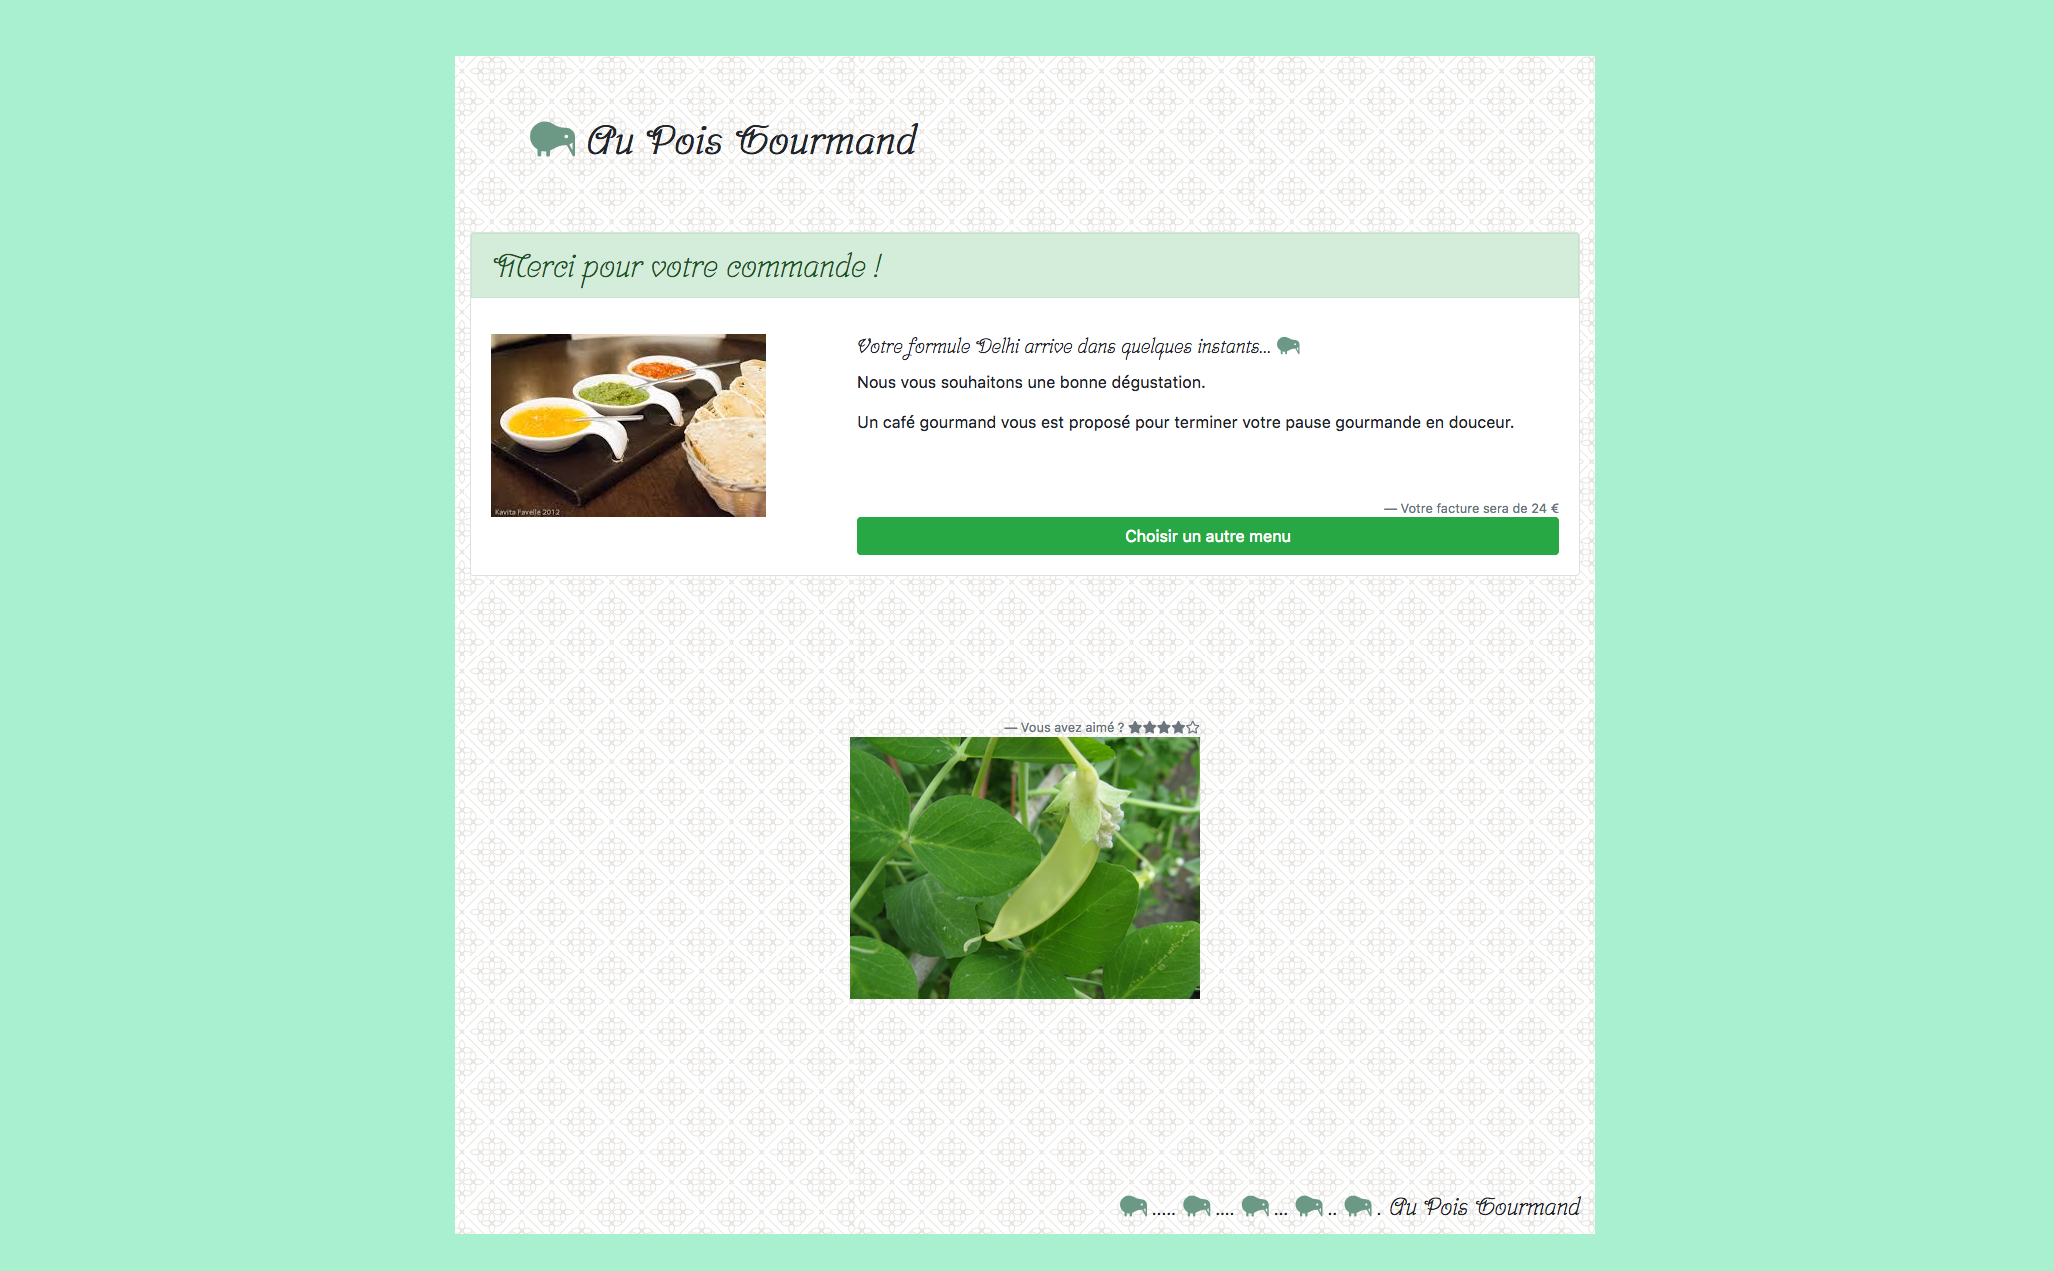 Au Pois Gourmand
Merci pour votre commande !
Votre formule Delhi arrive dans quelques instants...
Nous vous souhaitons une bonne dégustation.
Un café gourmand vous est proposé pour terminer votre pause gourmande en douceur.
Kavita Favelle 2012
— Votre facture sera de 24 €
Choisir un autre menu
— Vous avez aimé ?
..... .... ... .. . Au Pois Gourmand